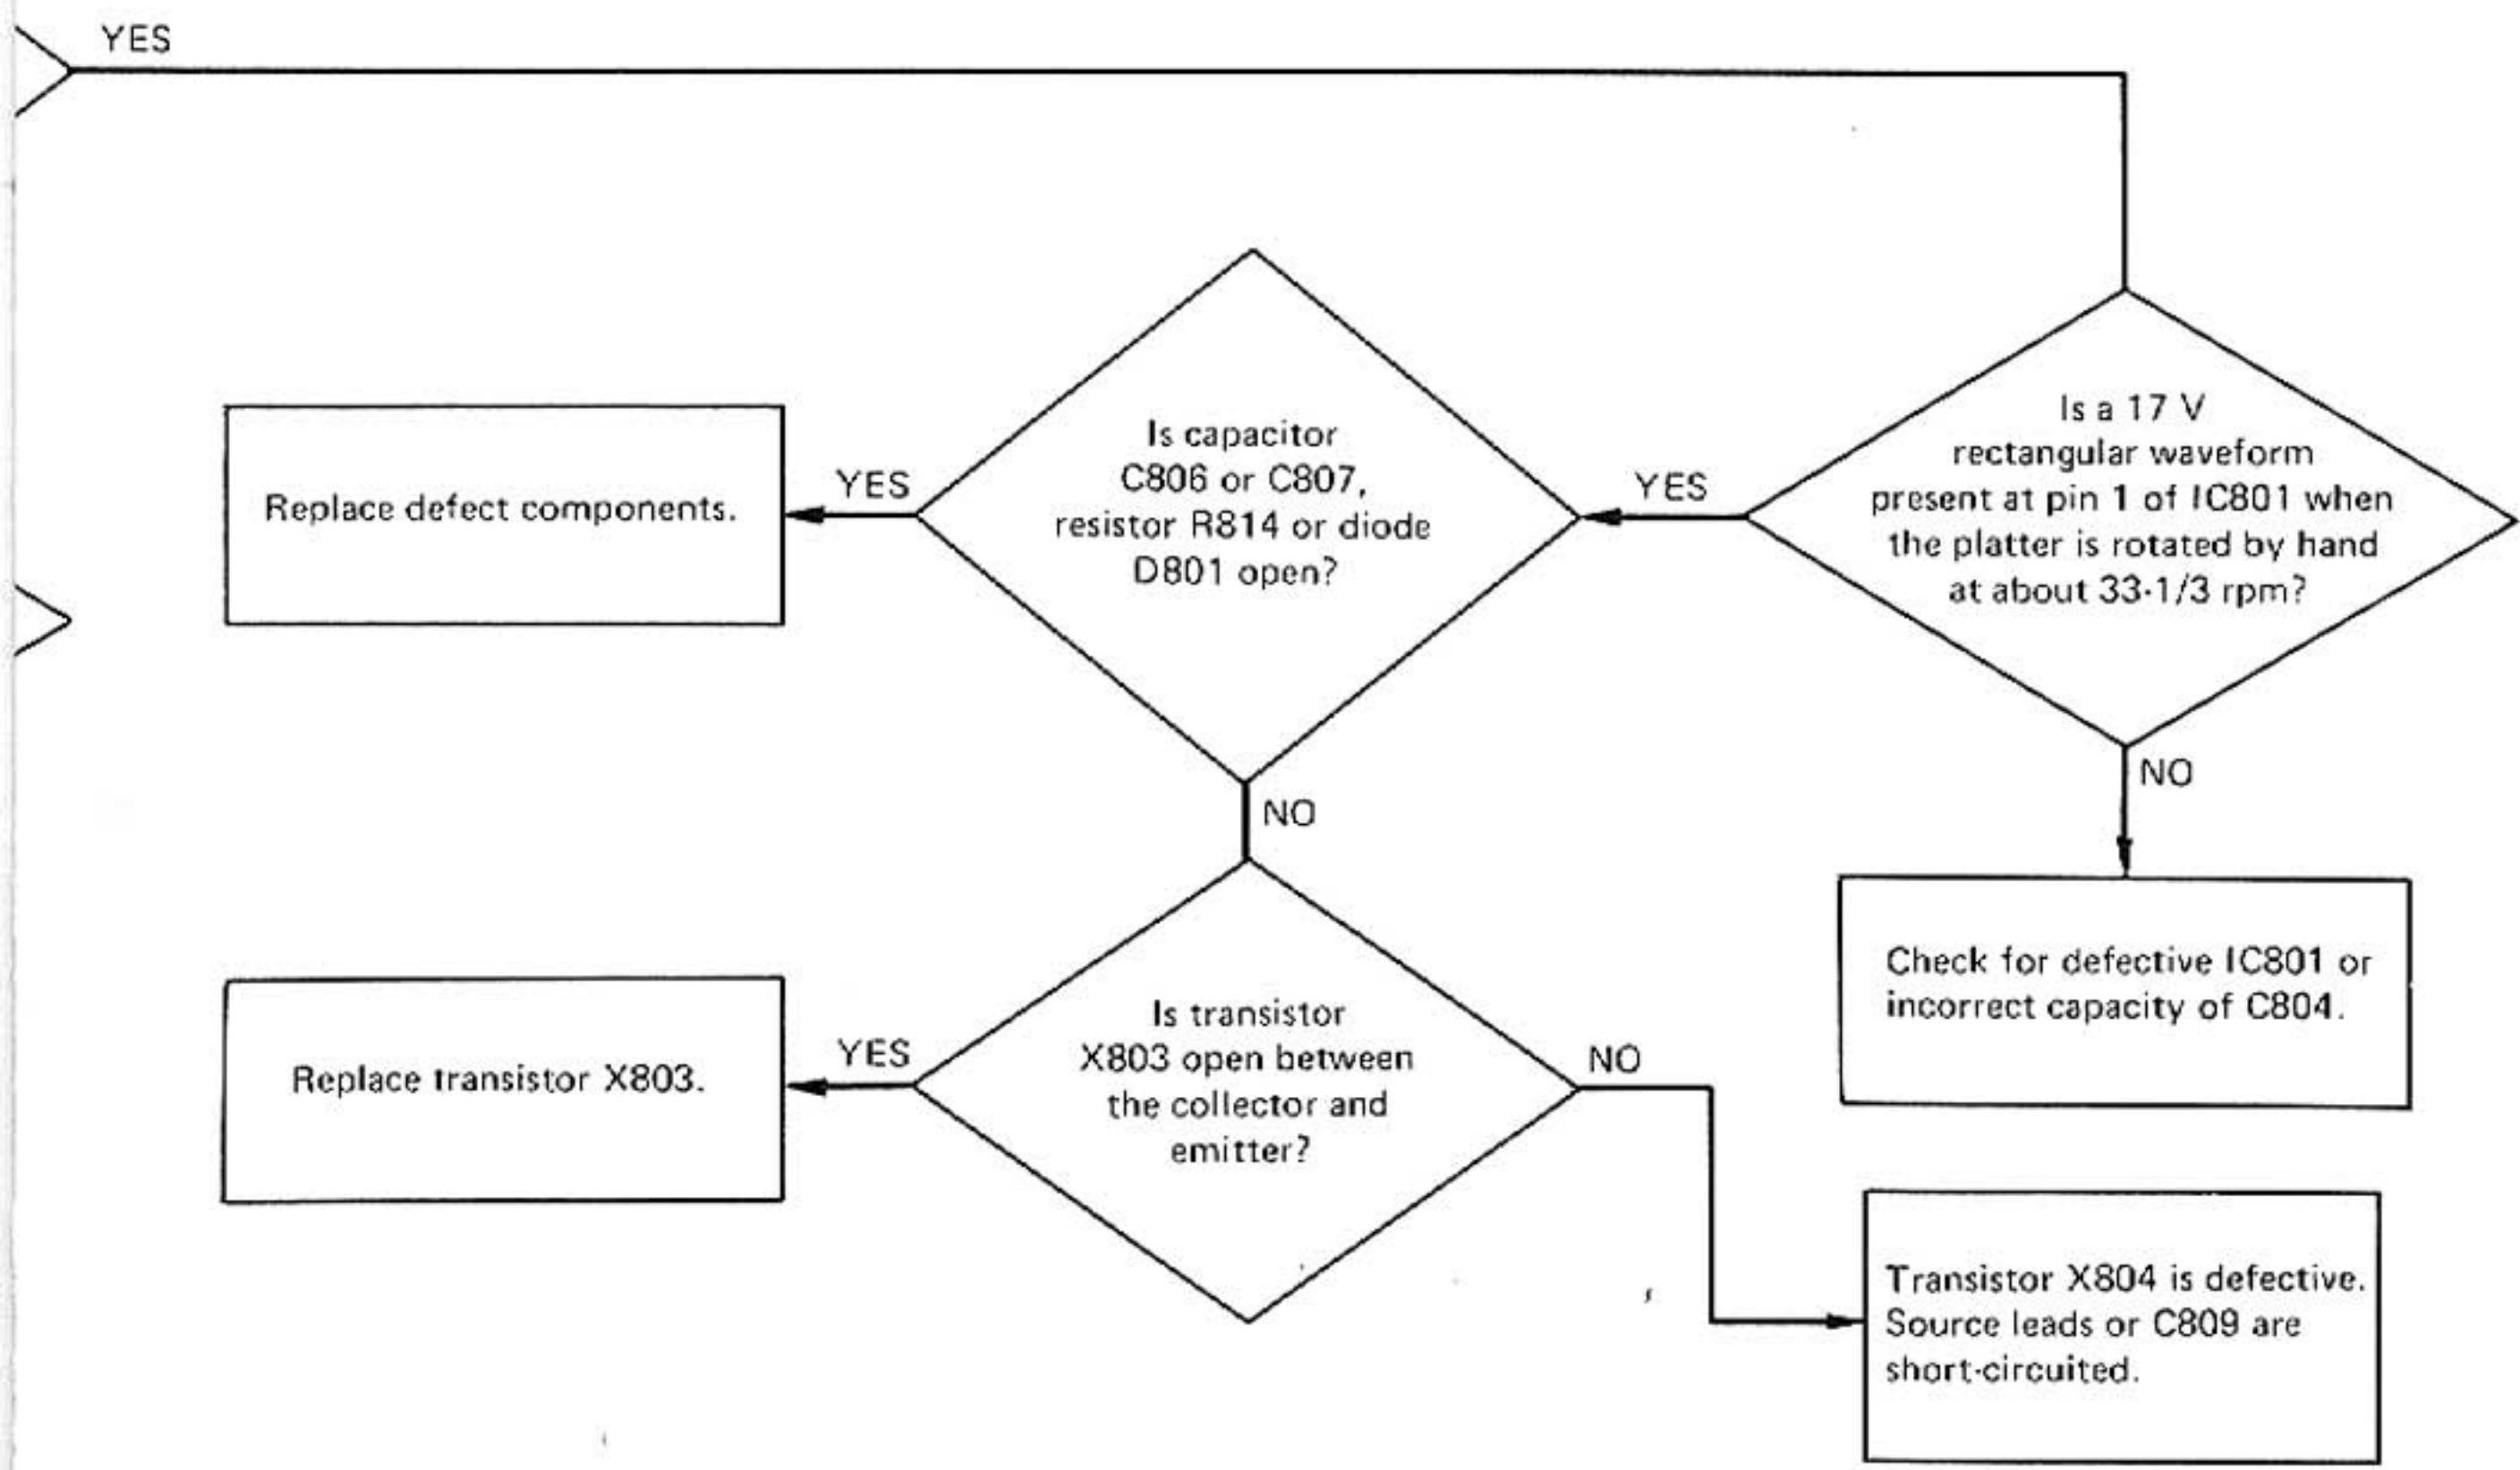 YES
Is a 17 V
rectangular waveform
present at pin 1 of IC801 when
the platter is rotated by hand
at about 33-1/3 rpm?
YES
NO
Is capacitor
C806 or C807,
resistor R814 or diode
D801 open?
YES
NO
Replace defect components.
Check for defective IC801 or
incorrect capacity of C804.
Is transistor
X803 open between
the collector and
emitter?
YES
NO
Replace transistor X803.
Transistor X804 is defective.
Source leads or C809 are
short-circuited.